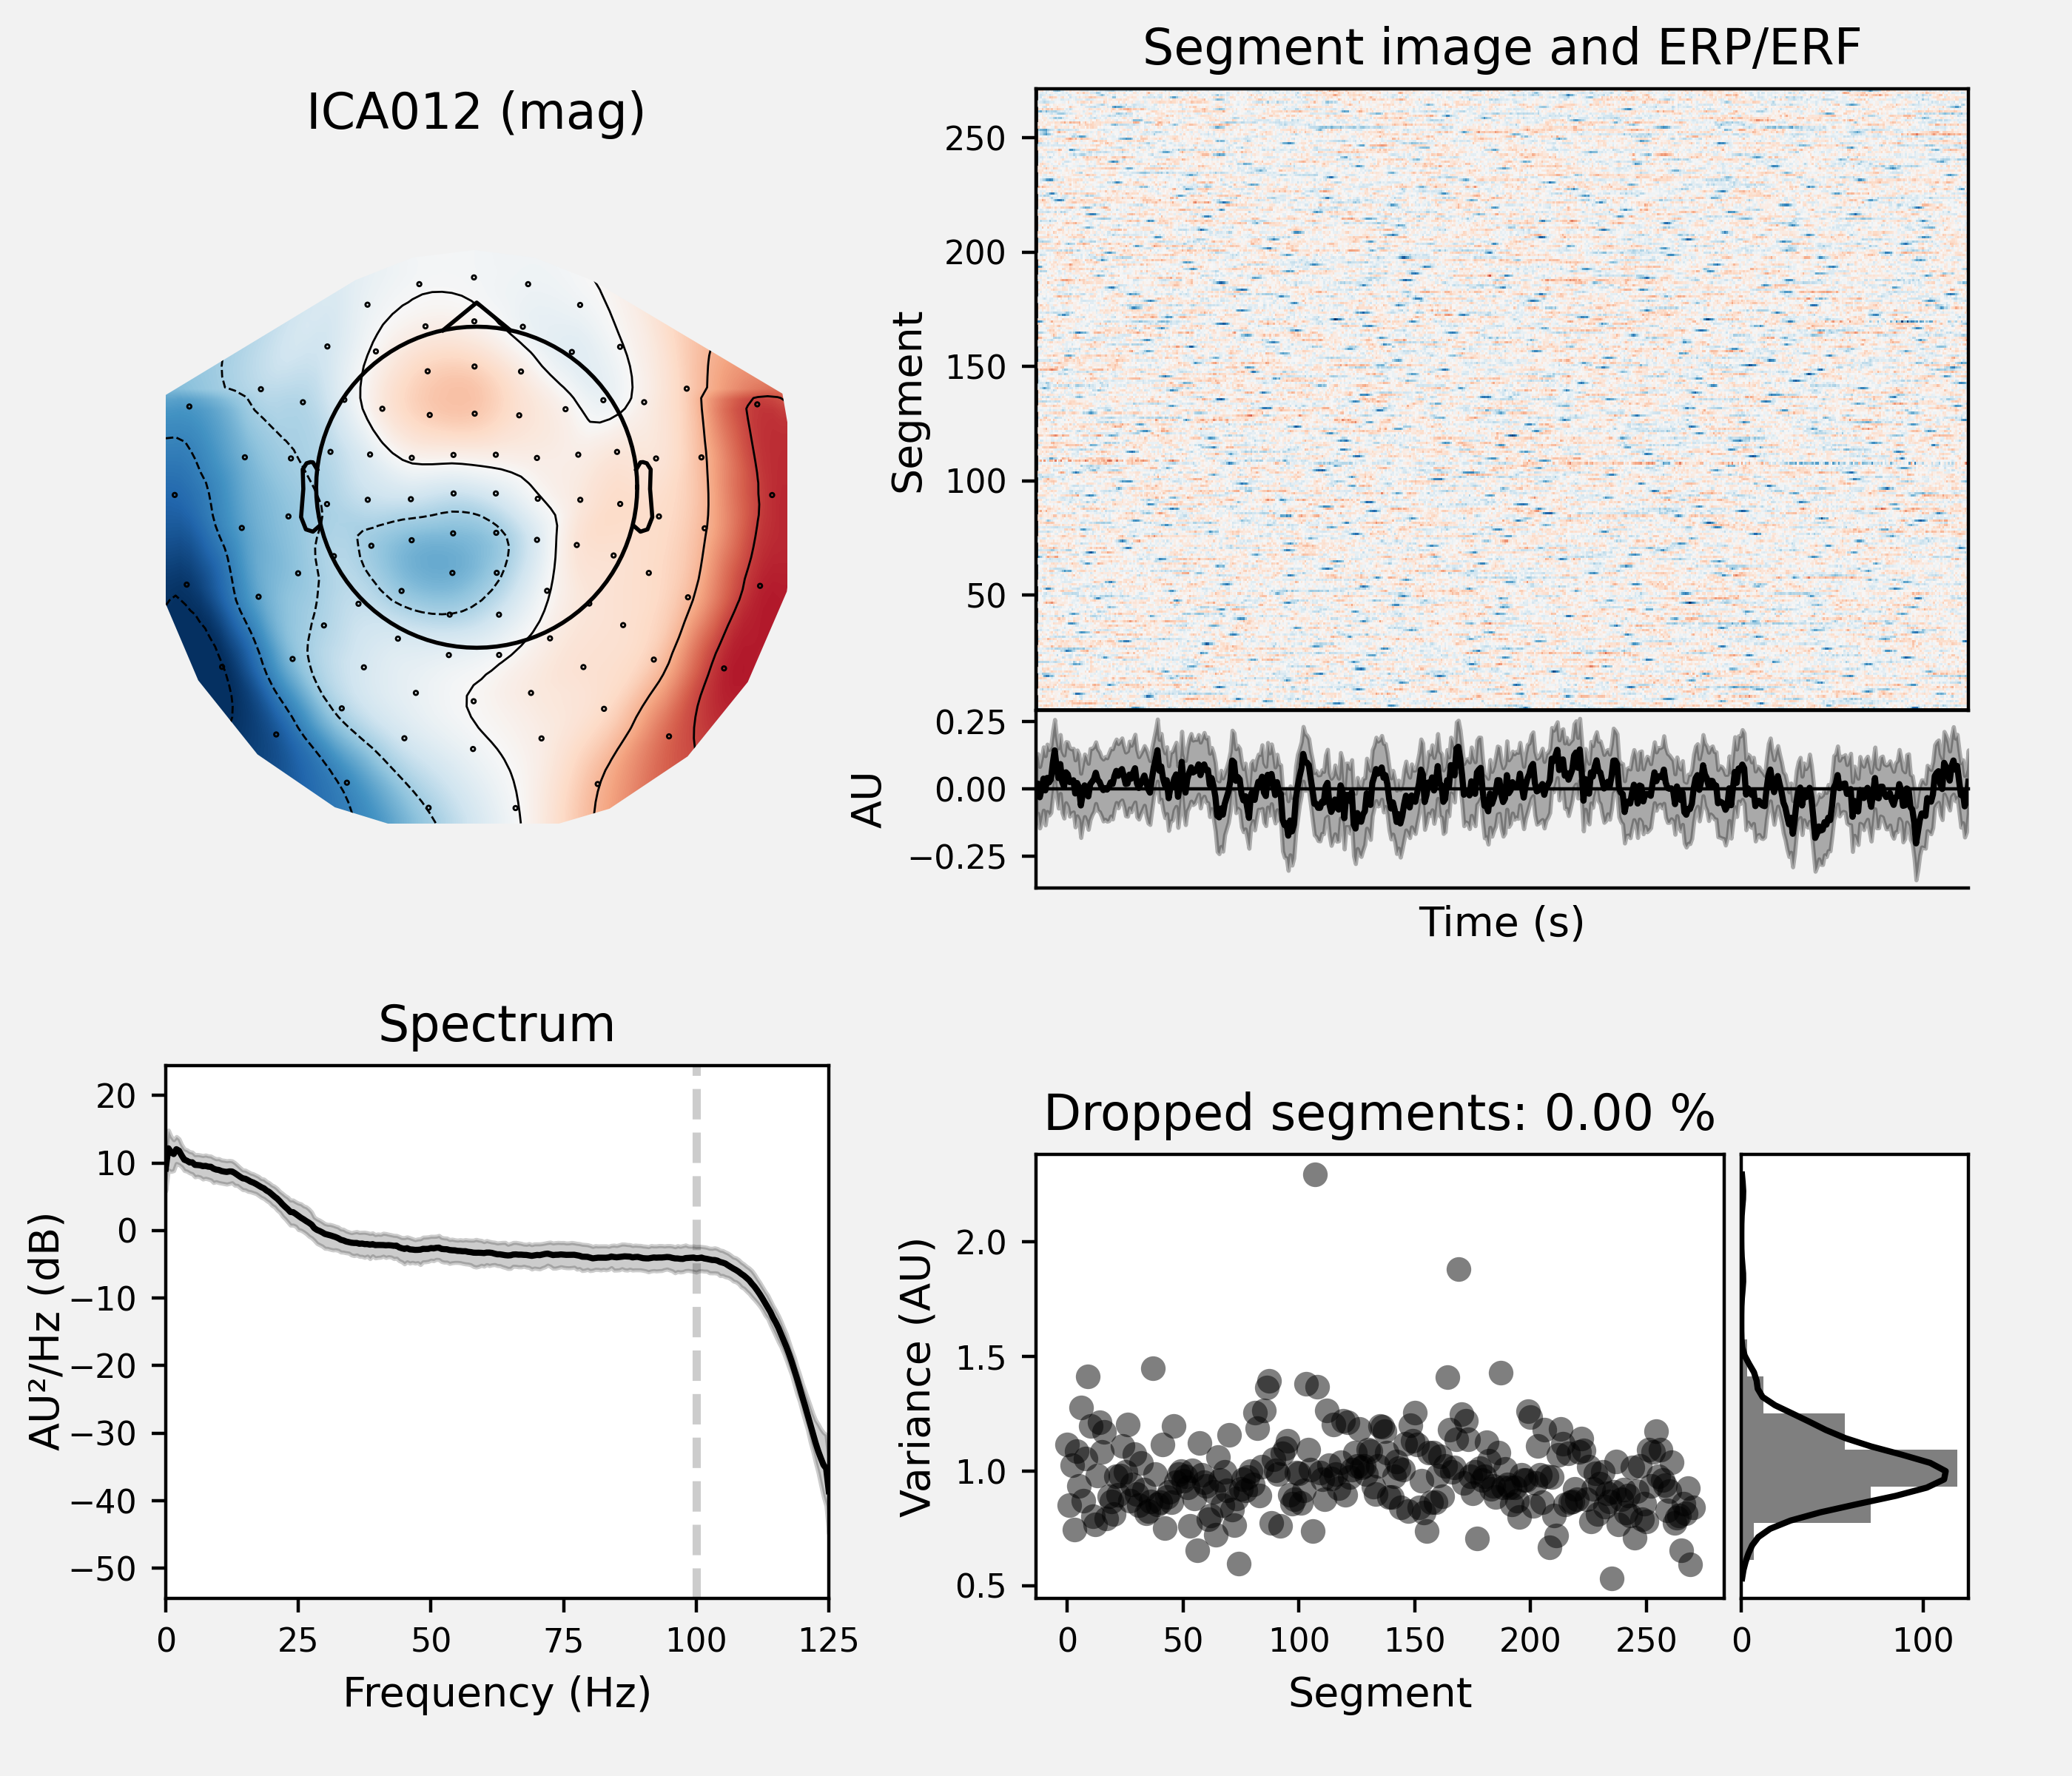 ICA012 (mag)
Segment image and ERP/ERF
250
200
150
100
50
Segment
0.25
0.00
−0.25
AU
Time (s)
Spectrum
20
10
0
−10
−20
−30
−40
−50
AU²/Hz (dB)
0 25 50 75 100 125
Frequency (Hz)
Dropped segments: 0.00 %
2.0
1.5
1.0
0.5
Variance (AU)
0 50 100 150 200 250
Segment
0 100